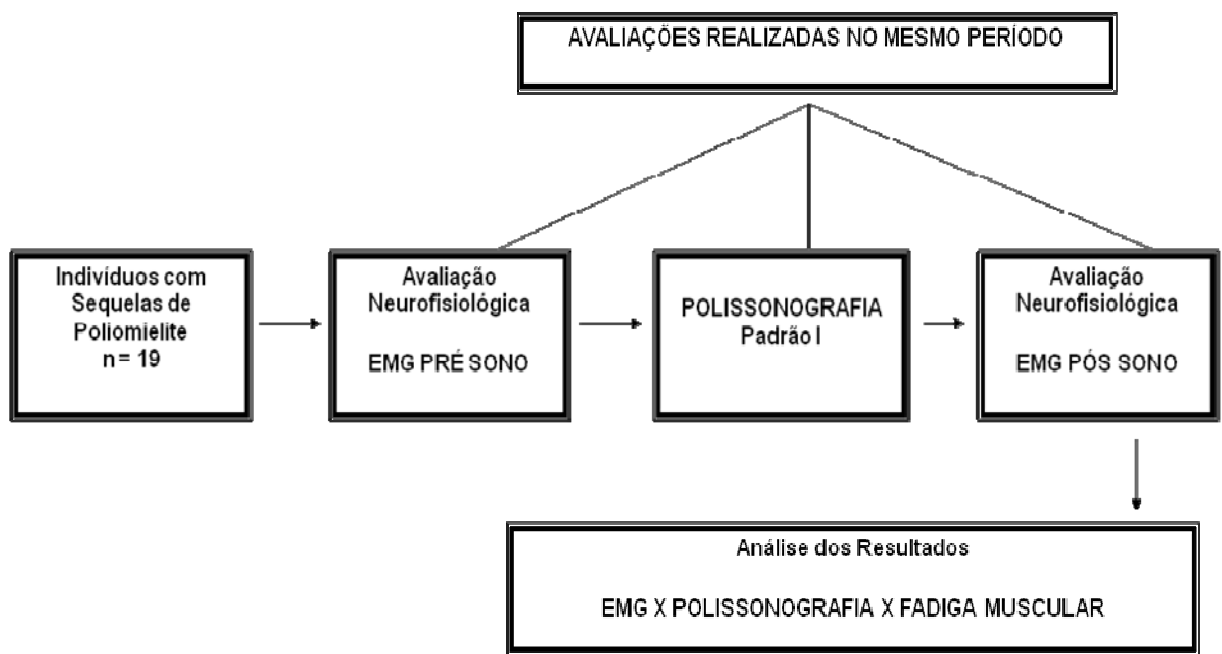 AVALIAÇÕES REALIZADAS NO MESMO PERÍODO
Indivíduos com
Sequelas de
Poliomielite
n= 19
Avaliação
Neurofisiológica
EMG PRÉ SONO
POLISSONOGRAFIA
Padrão I
Avaliação
Neurofisiológica
EMG PÓS SONO
Análise dos Resultados
EMG X POLISSONOGRAFIA X FADIGA MUSCULAR